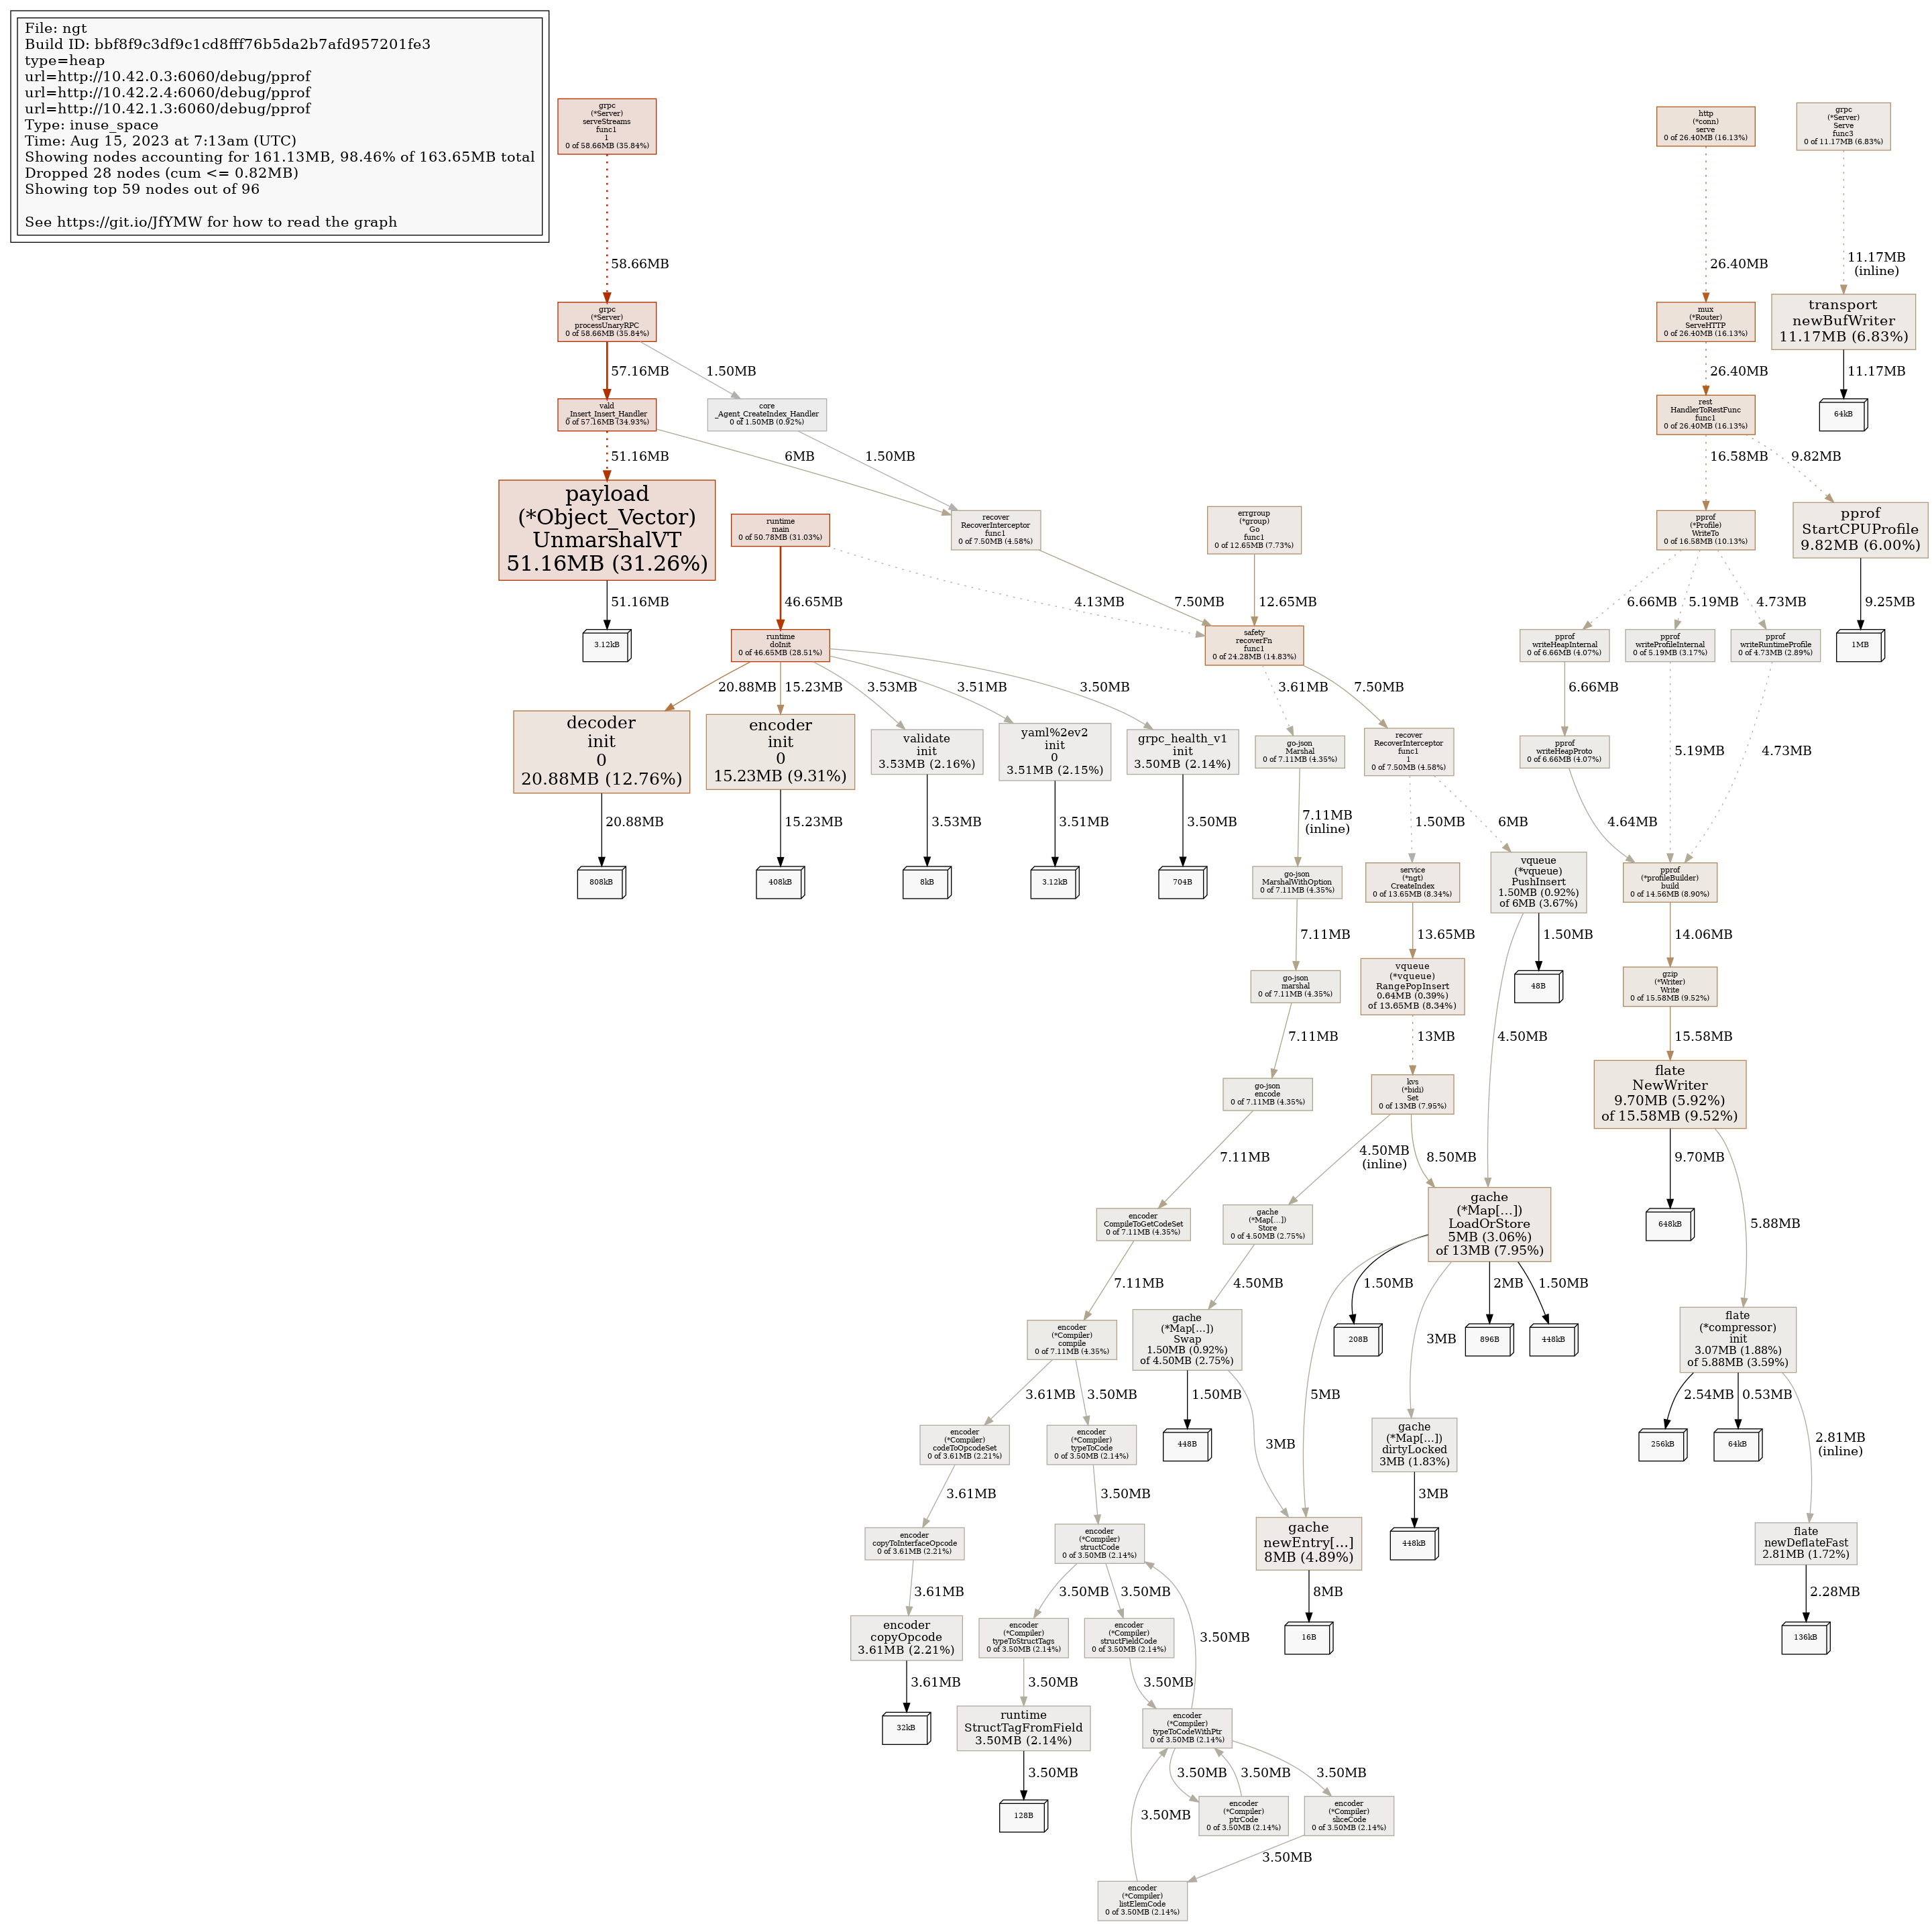 File: ngt
Build ID: bbf8f9c3df9c1cd8fff76b5da2b7afd957201fe3
type=heap
url=http://10.42.0.3:6060/debug/pprof
url=http://10.42.2.4:6060/debug/pprof
url=http://10.42.1.3:6060/debug/pprof
Type: inuse_space
Time: Aug 15, 2023 at 7:13am (UTC)
Showing nodes accounting for 161.13MB, 98.46% of 163.65MB total
Dropped 28 nodes (cum <= 0.82MB)
Showing top 59 nodes out of 96
See https://git.io/JfYMW for how to read the graph
grpc
(*Server)
serveStreams
func1
1
0 of 58.66MB (35.84%)
http
(*conn)
serve
0 of 26.40MB (16.13%)
grpc
(*Server)
Serve
func3
0 of 11.17MB (6.83%)
58.66MB
26.40MB
11.17MB
(inline)
grpc
(*Server)
processUnaryRPC
0 of 58.66MB (35.84%)
mux
(*Router)
ServeHTTP
0 of 26.40MB (16.13%)
transport
newBufWriter
11.17MB (6.83%)
57.16MB
1.50MB
26.40MB
11.17MB
vald
_Insert_Insert_Handler
0 of 57.16MB (34.93%)
core
_Agent_CreateIndex_Handler
0 of 1.50MB (0.92%)
rest
HandlerToRestFunc
func1
0 of 26.40MB (16.13%)
64kB
51.16MB
6MB
1.50MB
16.58MB
9.82MB
payload
(*Object_Vector)
UnmarshalVT
51.16MB (31.26%)
runtime
main
0 of 50.78MB (31.03%)
recover
RecoverInterceptor
func1
0 of 7.50MB (4.58%)
errgroup
(*group)
Go
func1
0 of 12.65MB (7.73%)
pprof
(*Profile)
WriteTo
0 of 16.58MB (10.13%)
pprof
StartCPUProfile
9.82MB (6.00%)
51.16MB
46.65MB
4.13MB
7.50MB
12.65MB
6.66MB
5.19MB
4.73MB
9.25MB
3.12kB
runtime
doInit
0 of 46.65MB (28.51%)
safety
recoverFn
func1
0 of 24.28MB (14.83%)
pprof
writeHeapInternal
0 of 6.66MB (4.07%)
pprof
writeProfileInternal
0 of 5.19MB (3.17%)
pprof
writeRuntimeProfile
0 of 4.73MB (2.89%)
1MB
20.88MB
15.23MB
3.53MB
3.51MB
3.50MB
3.61MB
7.50MB
6.66MB
decoder
init
0
20.88MB (12.76%)
encoder
init
0
15.23MB (9.31%)
validate
init
3.53MB (2.16%)
yaml%2ev2
init
0
3.51MB (2.15%)
grpc_health_v1
init
3.50MB (2.14%)
go-json
Marshal
0 of 7.11MB (4.35%)
recover
RecoverInterceptor
func1
1
0 of 7.50MB (4.58%)
pprof
writeHeapProto
0 of 6.66MB (4.07%)
5.19MB
4.73MB
20.88MB
15.23MB
3.53MB
3.51MB
3.50MB
7.11MB
(inline)
1.50MB
6MB
4.64MB
808kB
408kB
8kB
3.12kB
704B
go-json
MarshalWithOption
0 of 7.11MB (4.35%)
service
(*ngt)
CreateIndex
0 of 13.65MB (8.34%)
vqueue
(*vqueue)
PushInsert
1.50MB (0.92%)
of 6MB (3.67%)
pprof
(*profileBuilder)
build
0 of 14.56MB (8.90%)
7.11MB
13.65MB
1.50MB
14.06MB
go-json
marshal
0 of 7.11MB (4.35%)
vqueue
(*vqueue)
RangePopInsert
0.64MB (0.39%)
of 13.65MB (8.34%)
48B
gzip
(*Writer)
Write
0 of 15.58MB (9.52%)
7.11MB
13MB
4.50MB
15.58MB
go-json
encode
0 of 7.11MB (4.35%)
kvs
(*bidi)
Set
0 of 13MB (7.95%)
flate
NewWriter
9.70MB (5.92%)
of 15.58MB (9.52%)
7.11MB
4.50MB
(inline)
8.50MB
9.70MB
encoder
CompileToGetCodeSet
0 of 7.11MB (4.35%)
gache
(*Map[...])
Store
0 of 4.50MB (2.75%)
gache
(*Map[...])
LoadOrStore
5MB (3.06%)
of 13MB (7.95%)
648kB
5.88MB
7.11MB
4.50MB
1.50MB
2MB
1.50MB
encoder
(*Compiler)
compile
0 of 7.11MB (4.35%)
gache
(*Map[...])
Swap
1.50MB (0.92%)
of 4.50MB (2.75%)
208B
3MB
896B
448kB
flate
(*compressor)
init
3.07MB (1.88%)
of 5.88MB (3.59%)
3.61MB
3.50MB
1.50MB
5MB
2.54MB
0.53MB
encoder
(*Compiler)
codeToOpcodeSet
0 of 3.61MB (2.21%)
encoder
(*Compiler)
typeToCode
0 of 3.50MB (2.14%)
448B
3MB
gache
(*Map[...])
dirtyLocked
3MB (1.83%)
256kB
64kB
2.81MB
(inline)
3.61MB
3.50MB
3MB
encoder
copyToInterfaceOpcode
0 of 3.61MB (2.21%)
encoder
(*Compiler)
structCode
0 of 3.50MB (2.14%)
gache
newEntry[...]
8MB (4.89%)
448kB
flate
newDeflateFast
2.81MB (1.72%)
3.61MB
3.50MB
3.50MB
8MB
2.28MB
encoder
copyOpcode
3.61MB (2.21%)
encoder
(*Compiler)
typeToStructTags
0 of 3.50MB (2.14%)
encoder
(*Compiler)
structFieldCode
0 of 3.50MB (2.14%)
3.50MB
16B
136kB
3.61MB
3.50MB
3.50MB
32kB
runtime
StructTagFromField
3.50MB (2.14%)
encoder
(*Compiler)
typeToCodeWithPtr
0 of 3.50MB (2.14%)
3.50MB
3.50MB
3.50MB
3.50MB
128B
3.50MB
encoder
(*Compiler)
ptrCode
0 of 3.50MB (2.14%)
encoder
(*Compiler)
sliceCode
0 of 3.50MB (2.14%)
3.50MB
encoder
(*Compiler)
listElemCode
0 of 3.50MB (2.14%)